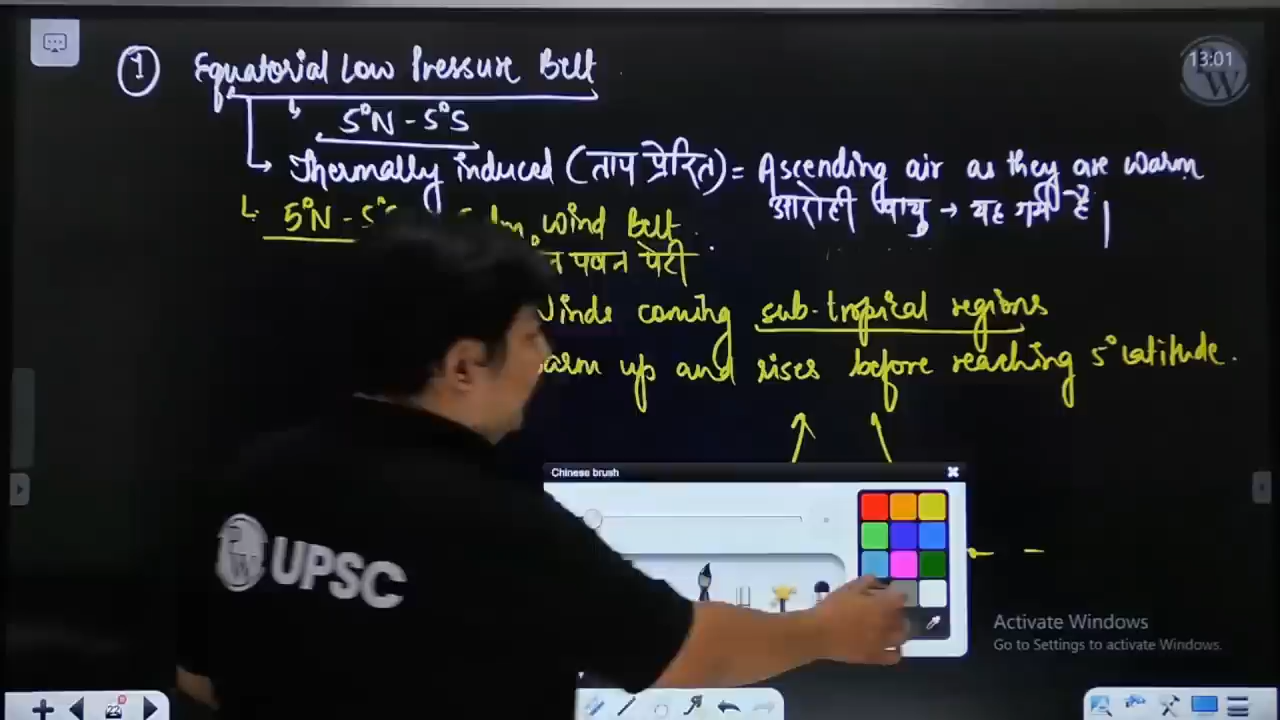 13:01
1 Equatorial Low Pressure Belt
5°N - 5°S
Thermally induced (ताप प्रेरित) = Ascending air as they are warm
आरोही वायु → यह गर्म है |
5°N - 5° wind Belt
पवन पेटी
Winds coming sub-tropical regions
warm up and rises before reaching 5° latitude.
Chinese brush
UPSC
Activate Windows
Go to Settings to activate Windows.
22